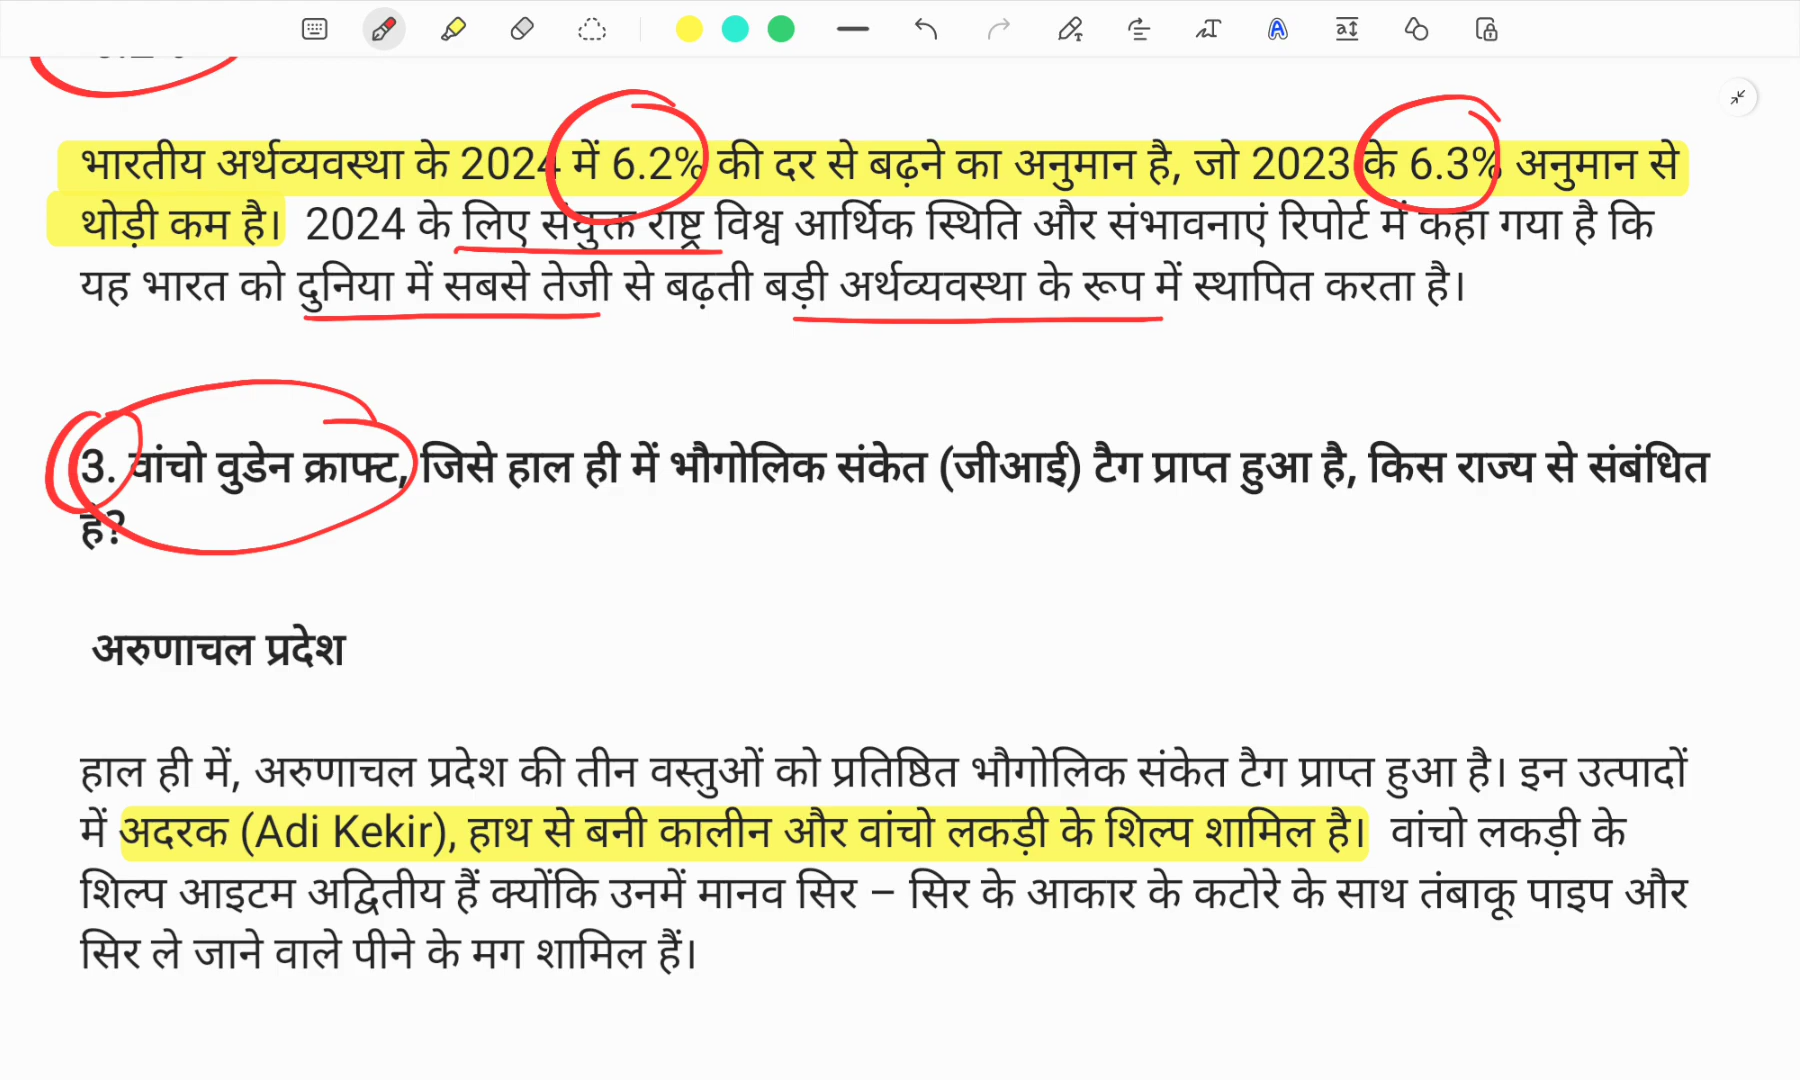 भारतीय अर्थव्यवस्था के 2024 में 6.2% की दर से बढ़ने का अनुमान है, जो 2023 के 6.3% अनुमान से
थोड़ी कम है। 2024 के लिए संयुक्त राष्ट्र विश्व आर्थिक स्थिति और संभावनाएं रिपोर्ट में कहा गया है कि
यह भारत को दुनिया में सबसे तेजी से बढ़ती बड़ी अर्थव्यवस्था के रूप में स्थापित करता है।
3. वांचो वुडेन क्राफ्ट, जिसे हाल ही में भौगोलिक संकेत (जीआई) टैग प्राप्त हुआ है, किस राज्य से संबंधित
है?
अरुणाचल प्रदेश
हाल ही में, अरुणाचल प्रदेश की तीन वस्तुओं को प्रतिष्ठित भौगोलिक संकेत टैग प्राप्त हुआ है। इन उत्पादों
में अदरक (Adi Kekir), हाथ से बनी कालीन और वांचो लकड़ी के शिल्प शामिल है। वांचो लकड़ी के
शिल्प आइटम अद्वितीय हैं क्योंकि उनमें मानव सिर – सिर के आकार के कटोरे के साथ तंबाकू पाइप और
सिर ले जाने वाले पीने के मग शामिल हैं।